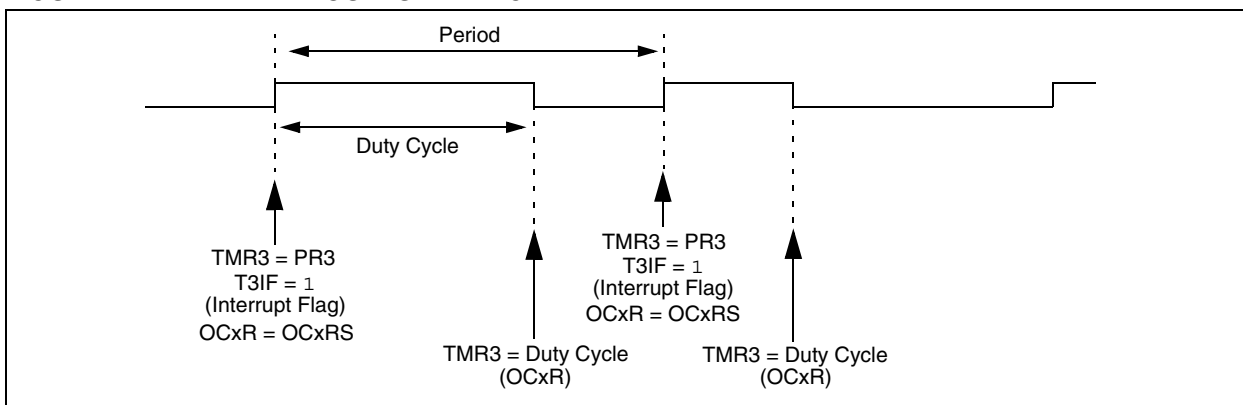 Period
Duty Cycle
TMR3 = PR3
T3IF = 1
(Interrupt Flag)
OCxR = OCxRS
TMR3 = Duty Cycle
(OCxR)
TMR3 = PR3
T3IF = 1
(Interrupt Flag)
OCxR = OCxRS
TMR3 = Duty Cycle
(OCxR)